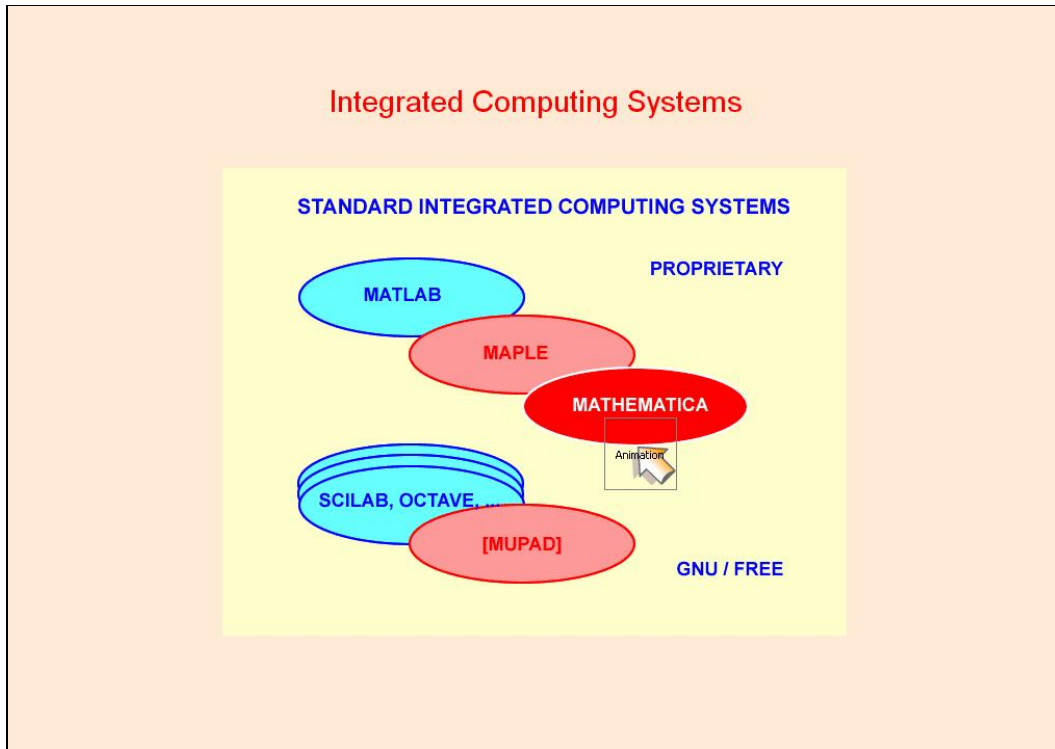 Integrated Computing Systems
STANDARD INTEGRATED COMPUTING SYSTEMS
PROPRIETARY
MATLAB
MAPLE
MATHEMATICA
Animation
SCILAB, OCTAVE, ...
[MUPAD]
GNU / FREE